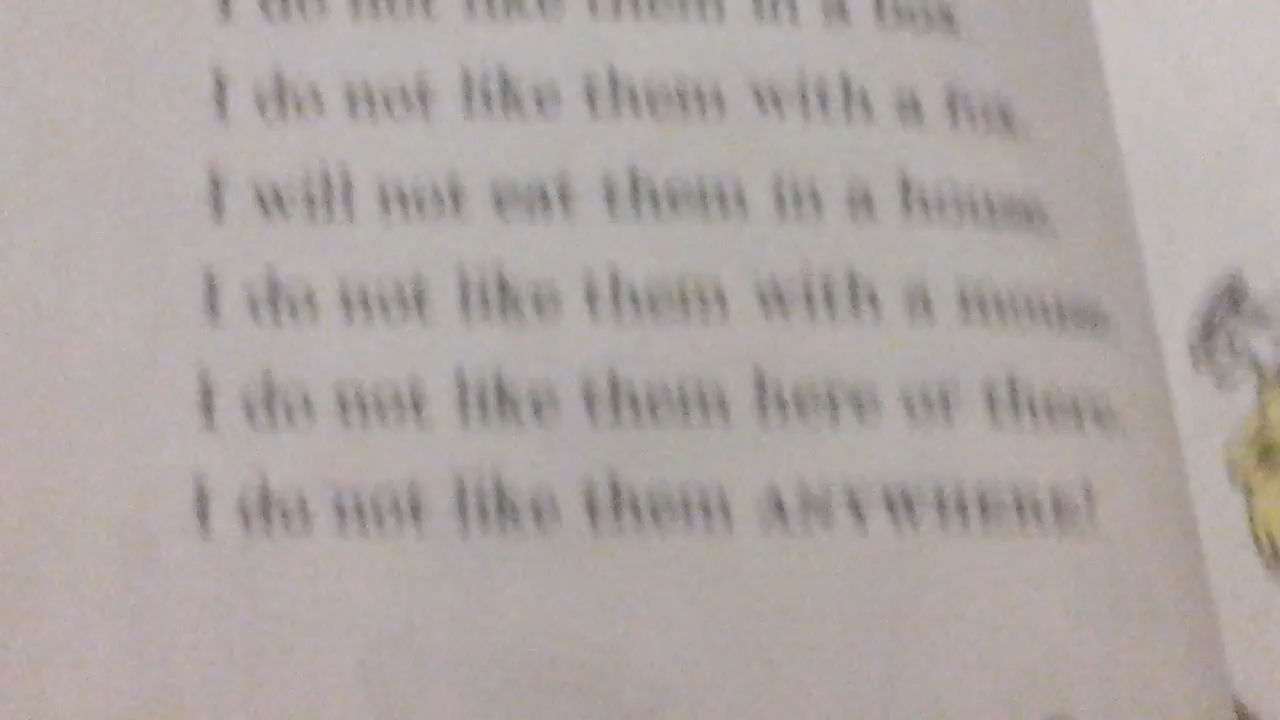 I do not like them in a box
I do not like them with a fox.
I will not eat them in a house.
I do not like them with a mouse.
I do not like them here or there.
I do not like them ANYWHERE!